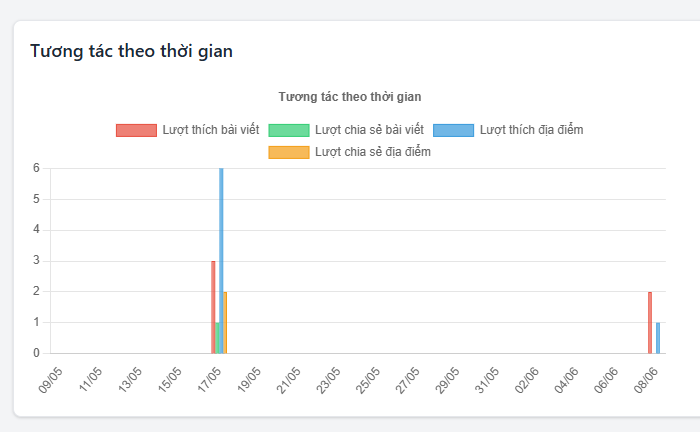 Tương tác theo thời gian
Tương tác theo thời gian
Lượt thích bài viết Lượt chia sẻ bài viết Lượt thích địa điểm
Lượt chia sẻ địa điểm
6
5
4
3
2
1
0
09/05 11/05 13/05 15/05 17/05 19/05 21/05 23/05 25/05 27/05 29/05 31/05 02/06 04/06 06/06 08/06